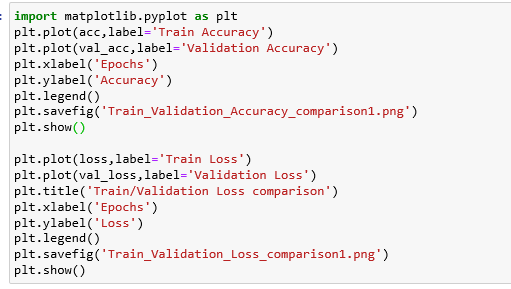 import matplotlib.pyplot as plt
plt.plot(acc,label='Train Accuracy')
plt.plot(val_acc,label='Validation Accuracy')
plt.xlabel('Epochs')
plt.ylabel('Accuracy')
plt.legend()
plt.savefig('Train_Validation_Accuracy_comparison1.png')
plt.show()

plt.plot(loss,label='Train Loss')
plt.plot(val_loss,label='Validation Loss')
plt.title('Train/Validation Loss comparison')
plt.xlabel('Epochs')
plt.ylabel('Loss')
plt.legend()
plt.savefig('Train_Validation_Loss_comparison1.png')
plt.show()